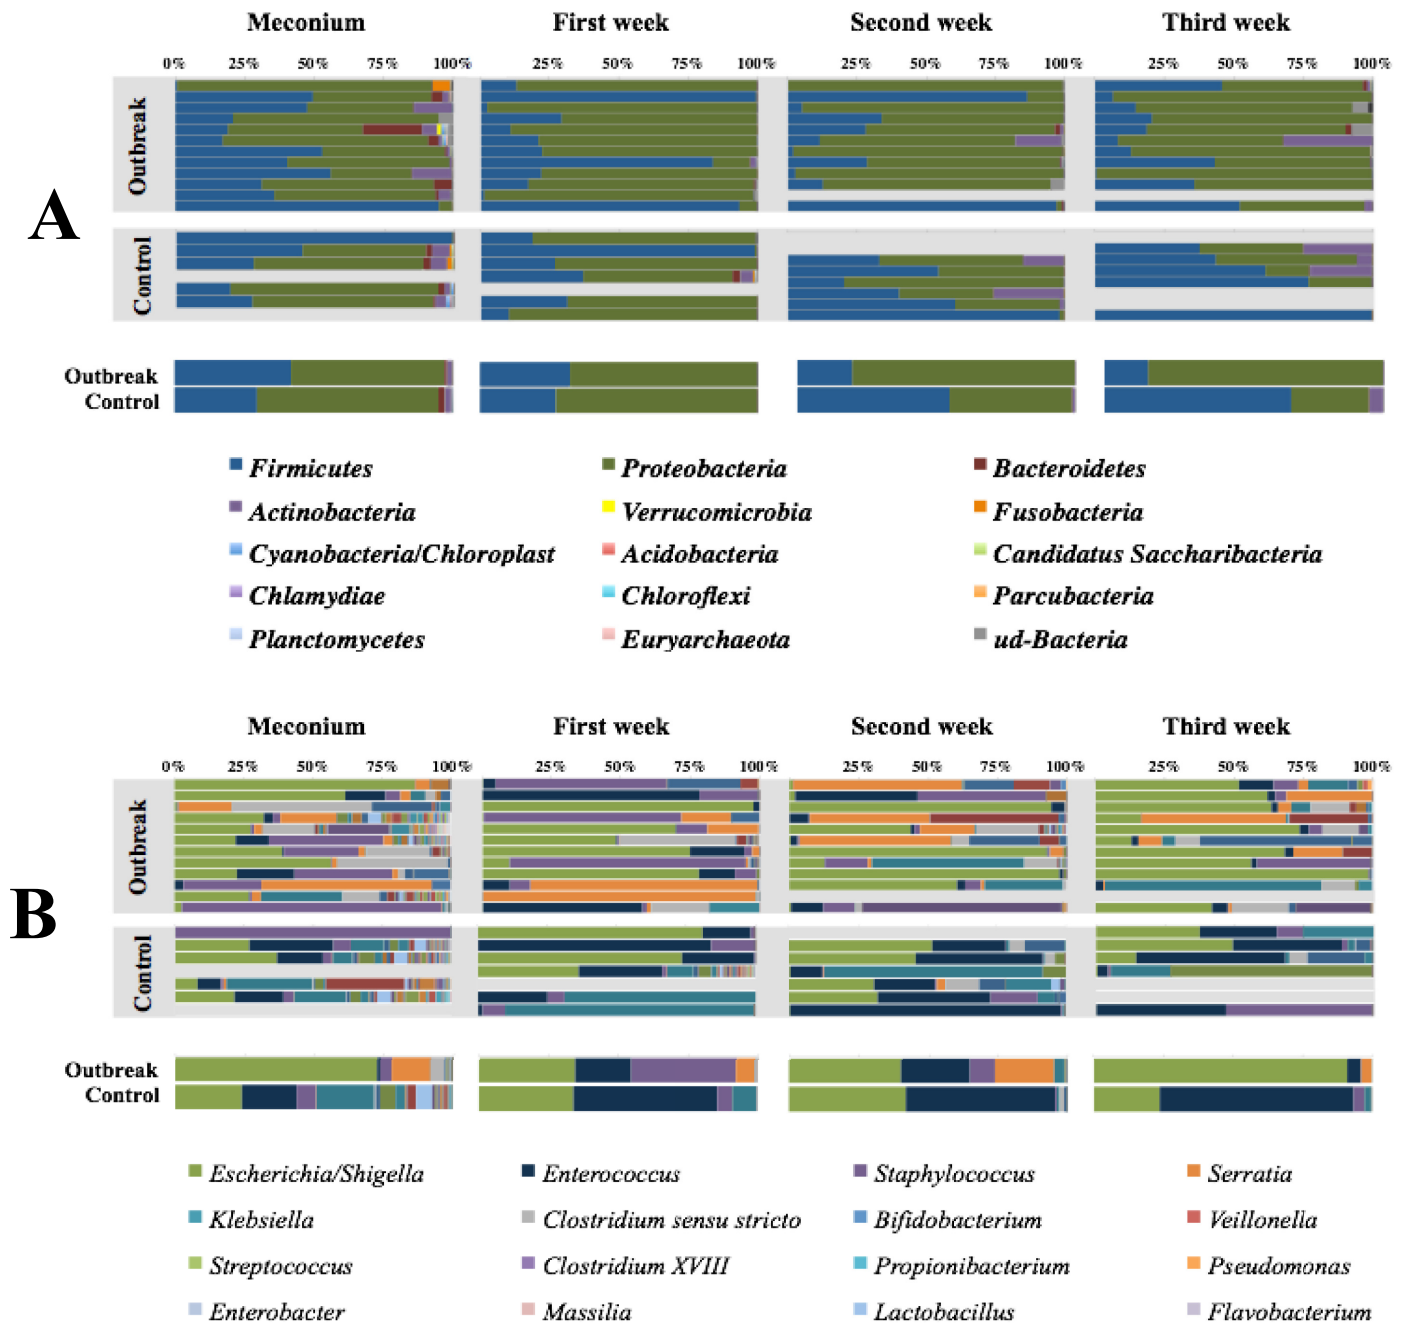 Meconium First week Second week Third week
0% 25% 50% 75% 100% 25% 50% 75% 100% 25% 50% 75% 100% 25% 50% 75% 100%
Outbreak
A
Control
Outbreak
Control
Firmicutes Proteobacteria Bacteroidetes
Actinobacteria Verrucomicrobia Fusobacteria
Cyanobacteria/Chloroplast Acidobacteria Candidatus Saccharibacteria
Chlamydiae Chloroflexi Parcubacteria
Planctomycetes Euryarchaeota ud-Bacteria
Meconium First week Second week Third week
0% 25% 50% 75% 100% 25% 50% 75% 100% 25% 50% 75% 100% 25% 50% 75% 100%
Outbreak
B
Control
Outbreak
Control
Escherichia/Shigella Enterococcus Staphylococcus Serratia
Klebsiella Clostridium sensu stricto Bifidobacterium Veillonella
Streptococcus Clostridium XVIII Propionibacterium Pseudomonas
Enterobacter Massilia Lactobacillus Flavobacterium